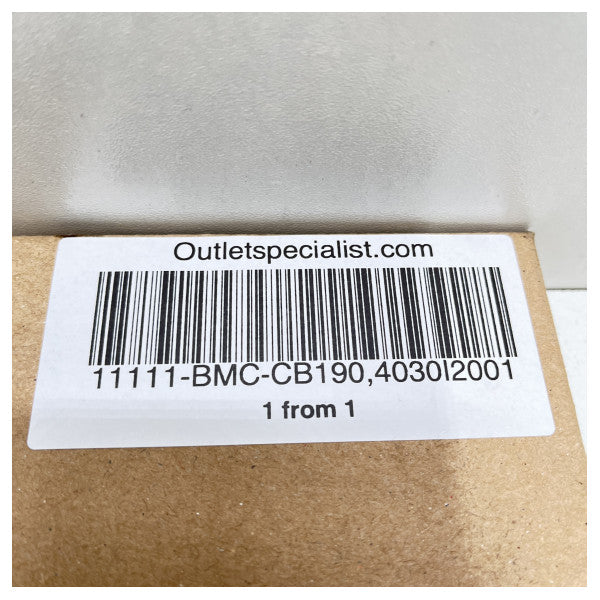 Outletspecialist.com
11111-BMC-CB190,4030I2001
1 from 1